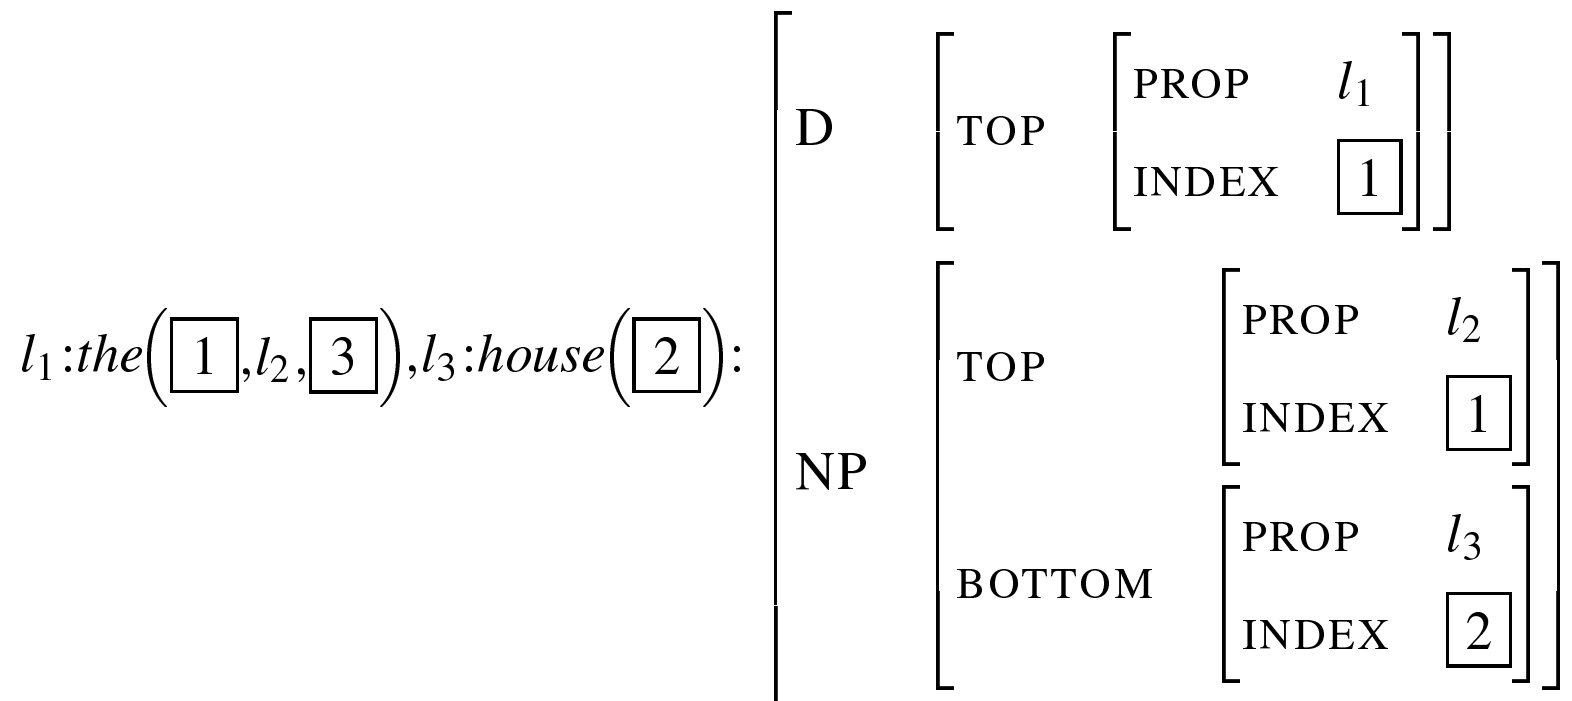 PROP l₁
D TOP
INDEX 1
PROP l₂
TOP
INDEX 1
l₁:the(1,l₂,3),l₃:house(2):
NP
PROP l₃
BOTTOM
INDEX 2